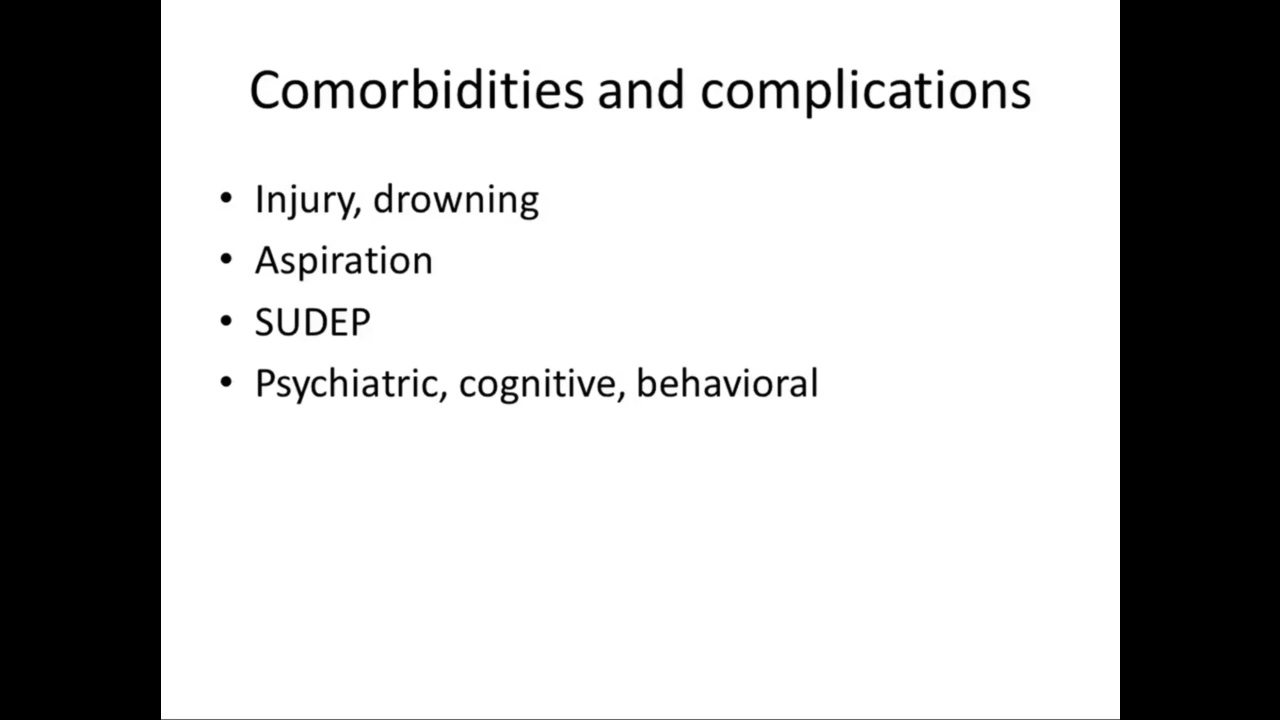 Comorbidities and complications
• Injury, drowning
• Aspiration
• SUDEP
• Psychiatric, cognitive, behavioral